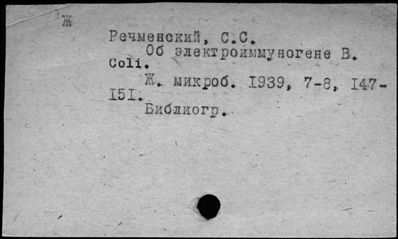 Ж
Речменский, С.С.
Об электроиммуногене B.
Coli.
Ж. микроб. 1939, 7-8, 147-
151.
Библиогр.